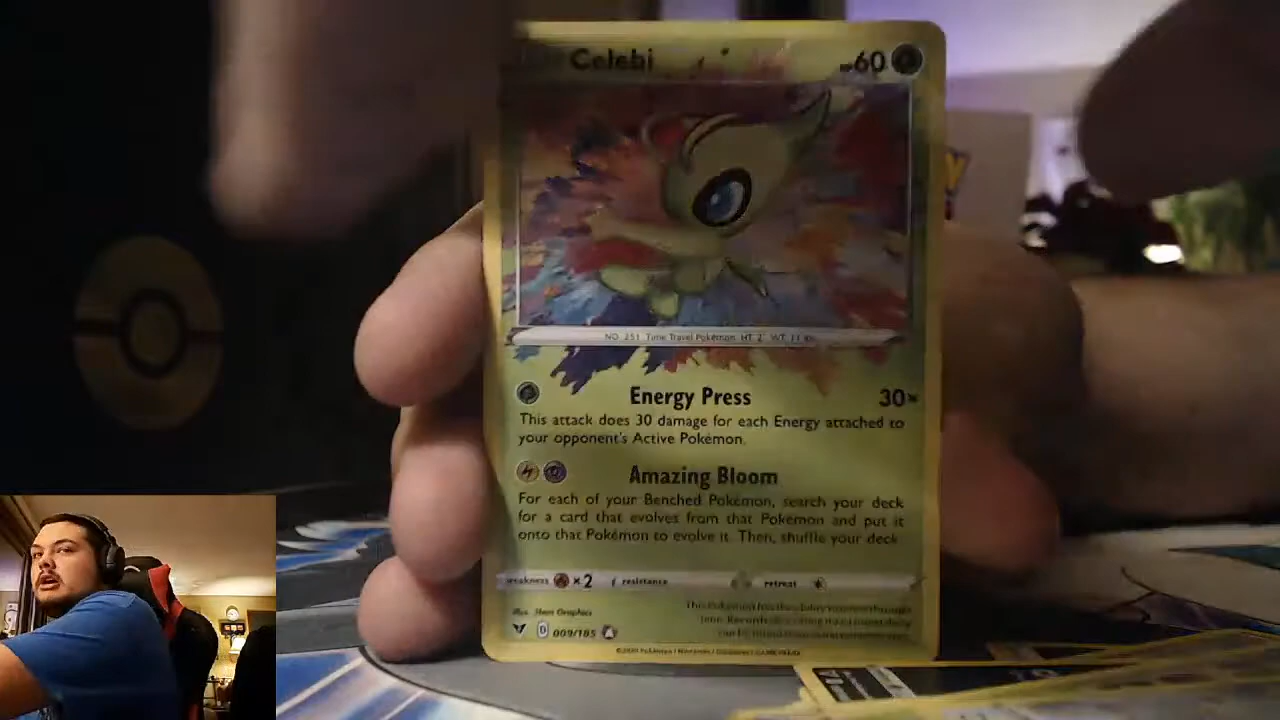 Celebi
60
NO. 251 Time Travel Pokémon HT. 2'
Energy Press 30×
This attack does 30 damage for each Energy attached to
your opponent's Active Pokémon.
Amazing Bloom
For each of your Benched Pokémon, search your deck
for a card that evolves from that Pokémon and put it
onto that Pokémon to evolve it. Then, shuffle your deck.
weakness ×2 resistance retreat
009/185